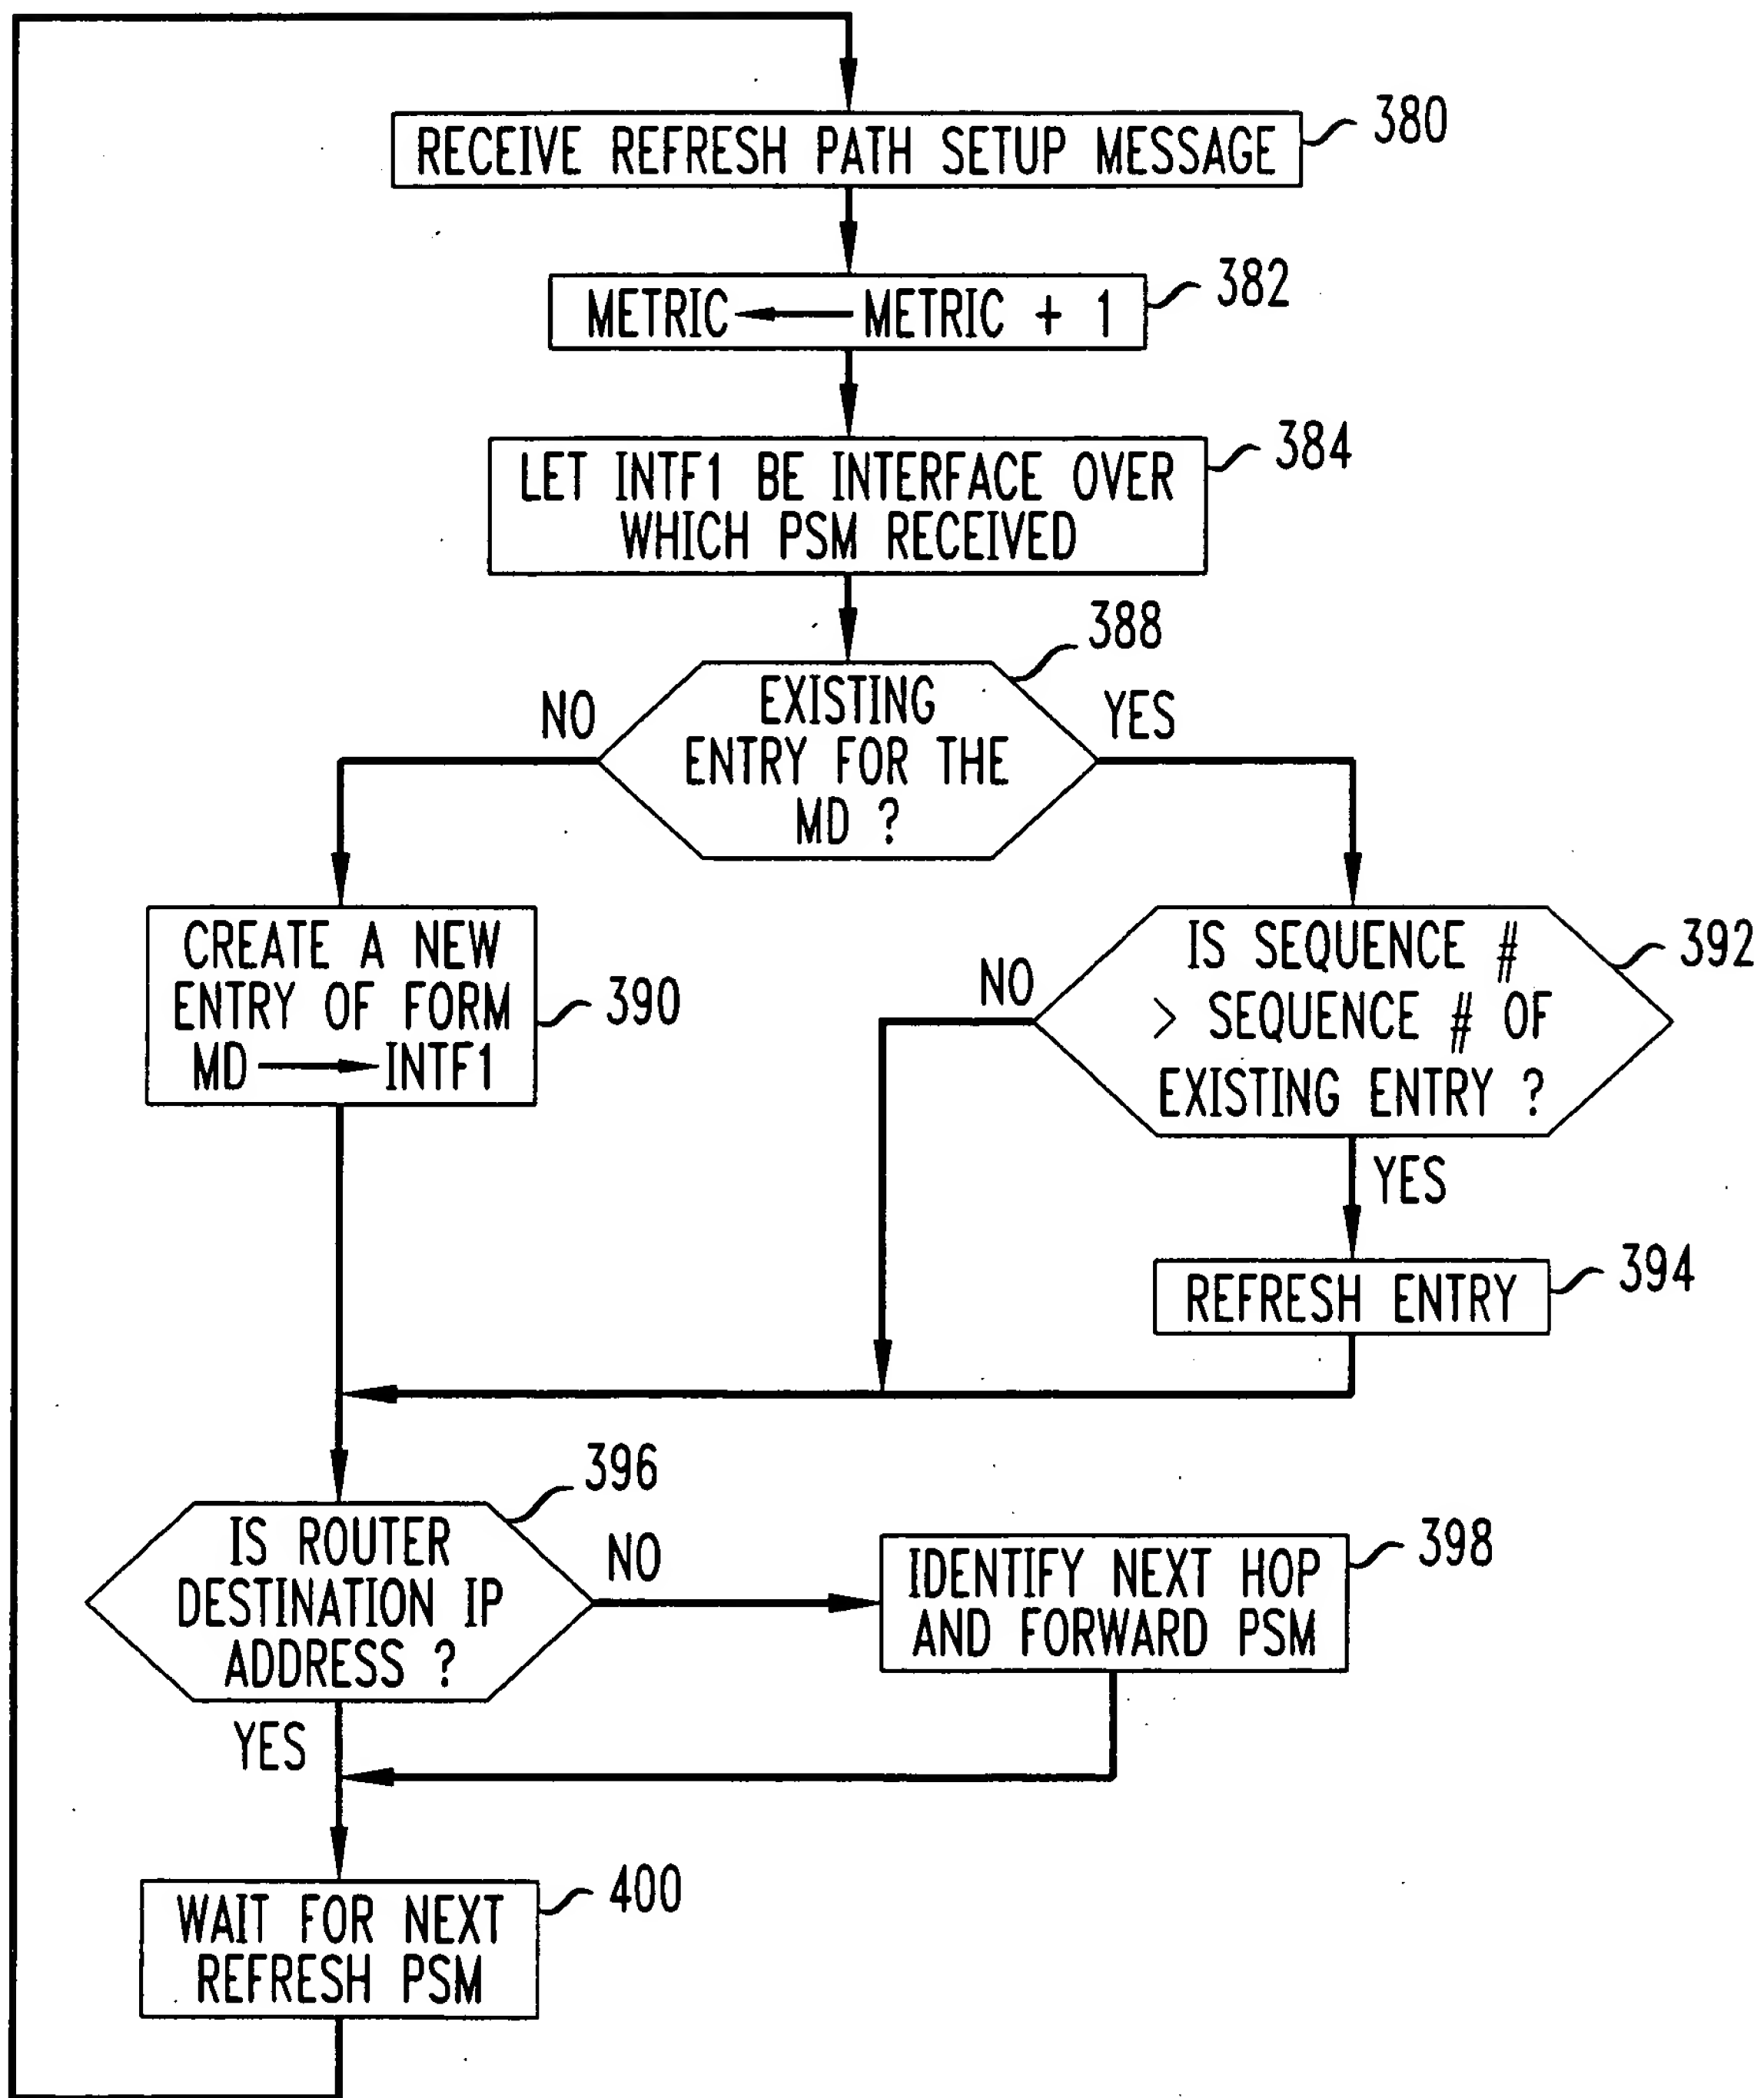 RECEIVE REFRESH PATH SETUP MESSAGE
380
METRIC ← METRIC + 1
382
LET INTF1 BE INTERFACE OVER
WHICH PSM RECEIVED
384
388
EXISTING
ENTRY FOR THE
MD ?
NO
YES
CREATE A NEW
ENTRY OF FORM
MD → INTF1
390
IS SEQUENCE #
> SEQUENCE # OF
EXISTING ENTRY ?
392
NO
YES
REFRESH ENTRY
394
396
IS ROUTER
DESTINATION IP
ADDRESS ?
NO
IDENTIFY NEXT HOP
AND FORWARD PSM
398
YES
WAIT FOR NEXT
REFRESH PSM
400